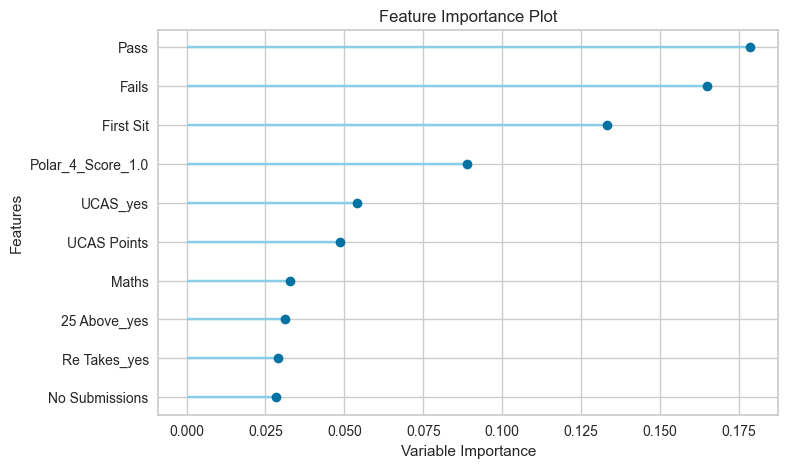 Feature Importance Plot
Features
Pass
Fails
First Sit
Polar_4_Score_1.0
UCAS_yes
UCAS Points
Maths
25 Above_yes
Re Takes_yes
No Submissions
0.000 0.025 0.050 0.075 0.100 0.125 0.150 0.175
Variable Importance